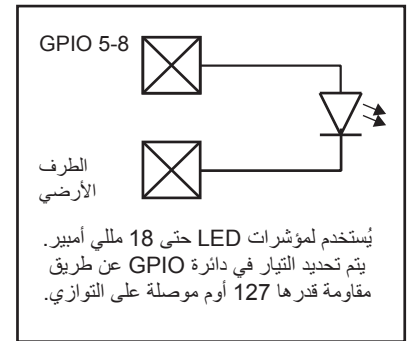 GPIO 5-8
الطرف
الأرضي
يُستخدم لمؤشرات LED حتى 18 مللي أمبير.
يتم تحديد التيار في دائرة GPIO عن طريق
مقاومة قدرها 127 أوم موصلة على التوازي.